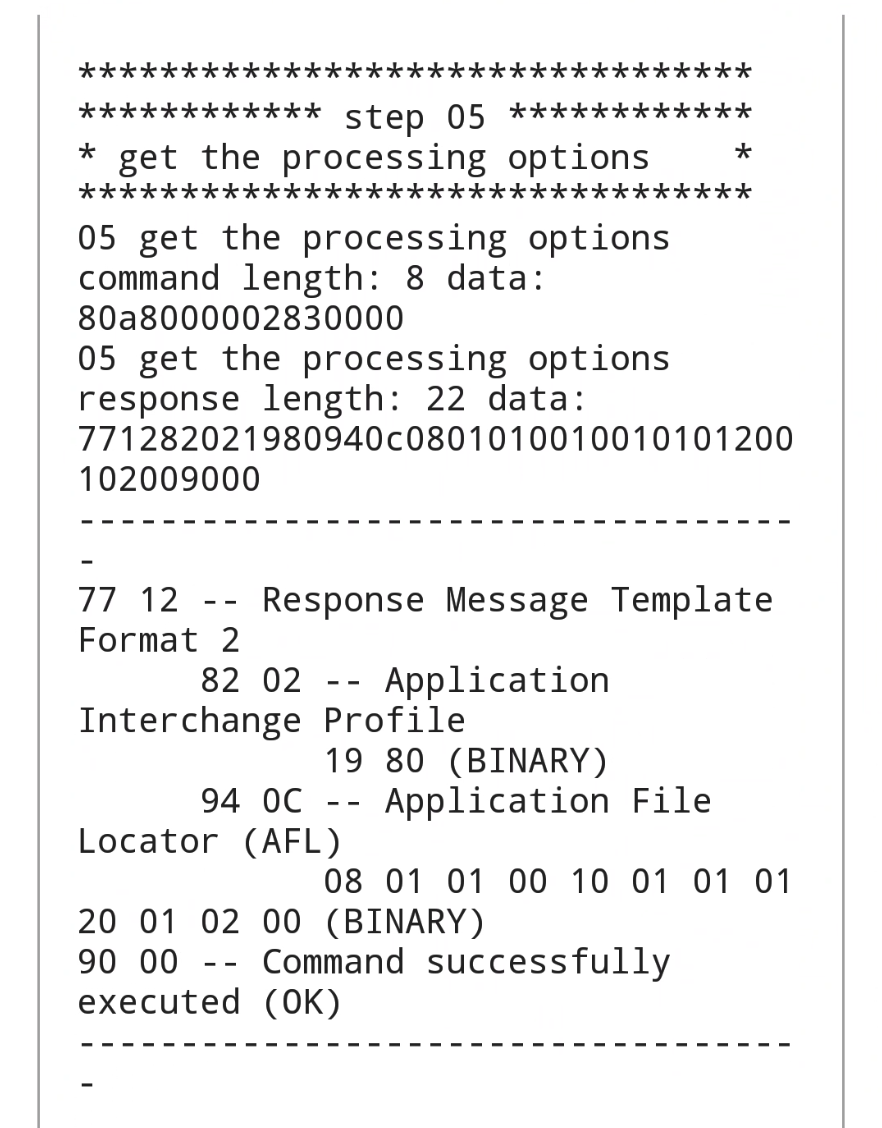 *********************************
************ step 05 ************
* get the processing options    *
*********************************
05 get the processing options
command length: 8 data:
80a8000002830000
05 get the processing options
response length: 22 data:
771282021980940c0801010010010101200
102009000
-----------------------------------
-
77 12 -- Response Message Template
Format 2
      82 02 -- Application
Interchange Profile
            19 80 (BINARY)
      94 0C -- Application File
Locator (AFL)
            08 01 01 00 10 01 01 01
20 01 02 00 (BINARY)
90 00 -- Command successfully
executed (OK)
-----------------------------------
-